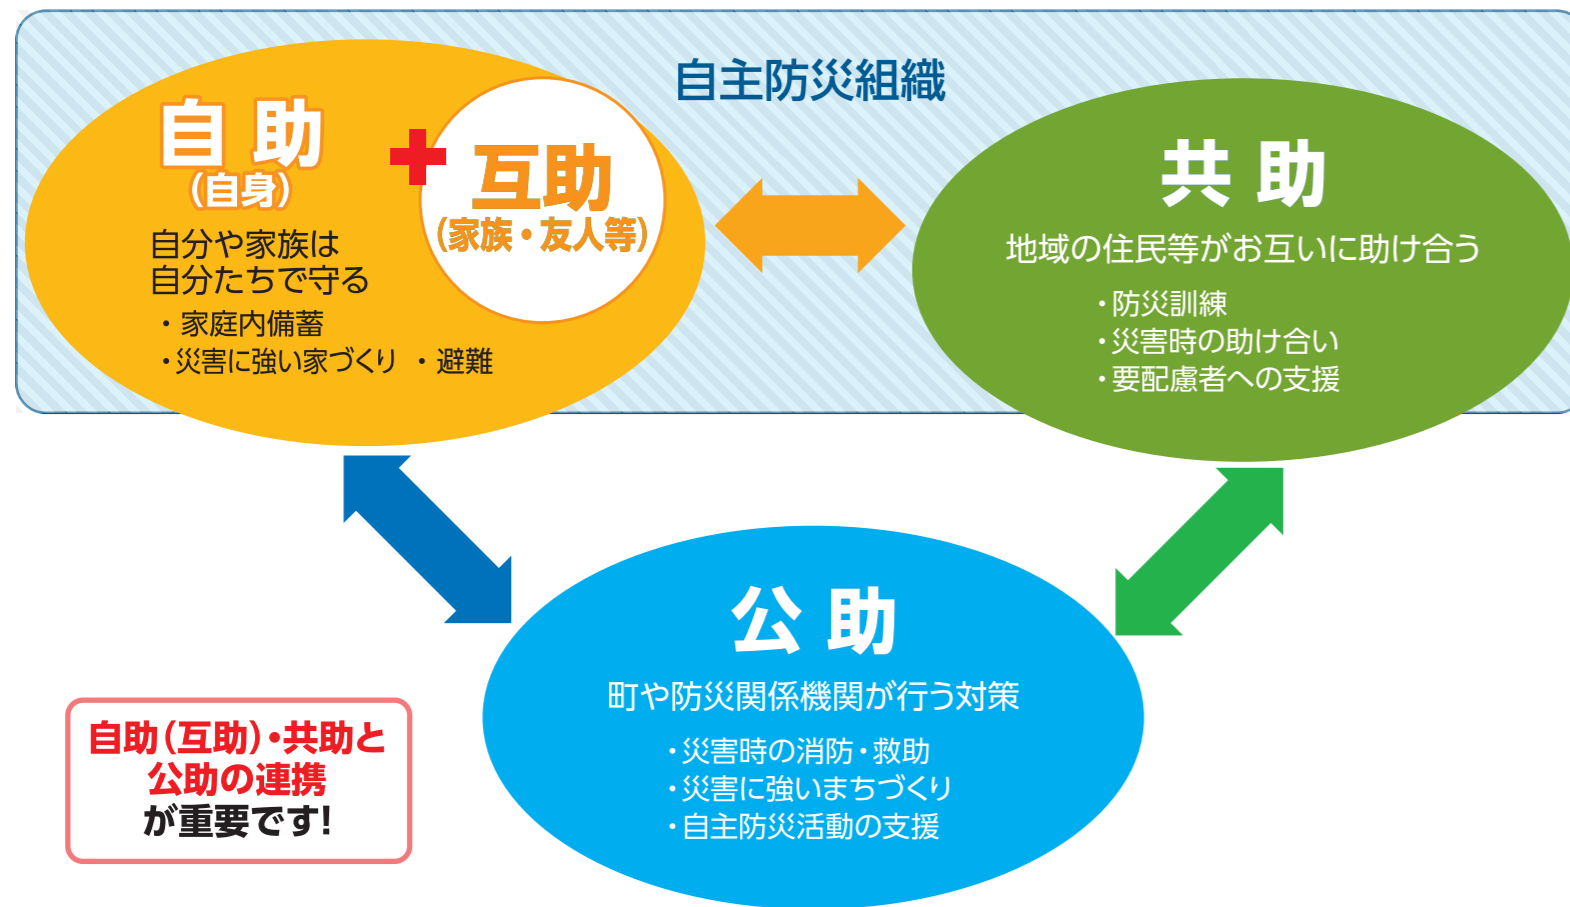 自主防災組織
自 助
(自身)
自分や家族は
自分たちで守る
・ 家庭内備蓄
・災害に強い家づくり ・ 避難
+
互助
(家族・友人等)
共 助
地域の住民等がお互いに助け合う
・防災訓練
・災害時の助け合い
・要配慮者への支援
公 助
町や防災関係機関が行う対策
・災害時の消防・救助
・災害に強いまちづくり
・自主防災活動の支援
自助(互助)・共助と
公助の連携
が重要です!